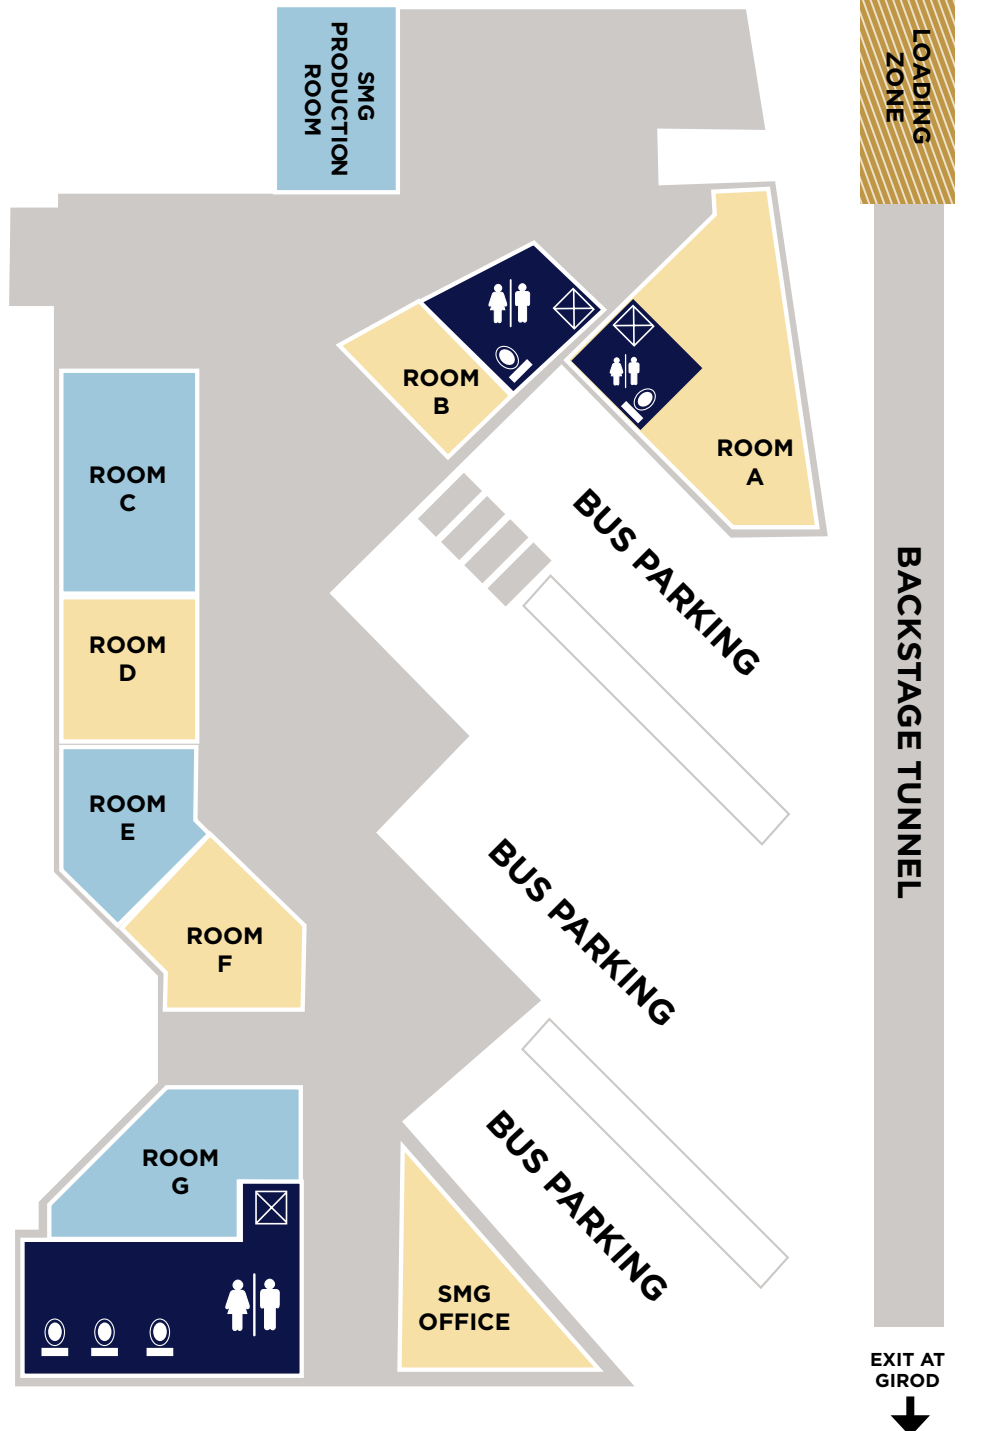 SMG
PRODUCTION
ROOM
LOADING
ZONE
ROOM
B
ROOM
A
ROOM
C
BUS PARKING
ROOM
D
BACKSTAGE TUNNEL
ROOM
E
BUS PARKING
ROOM
F
ROOM
G
BUS PARKING
SMG
OFFICE
EXIT AT
GIROD